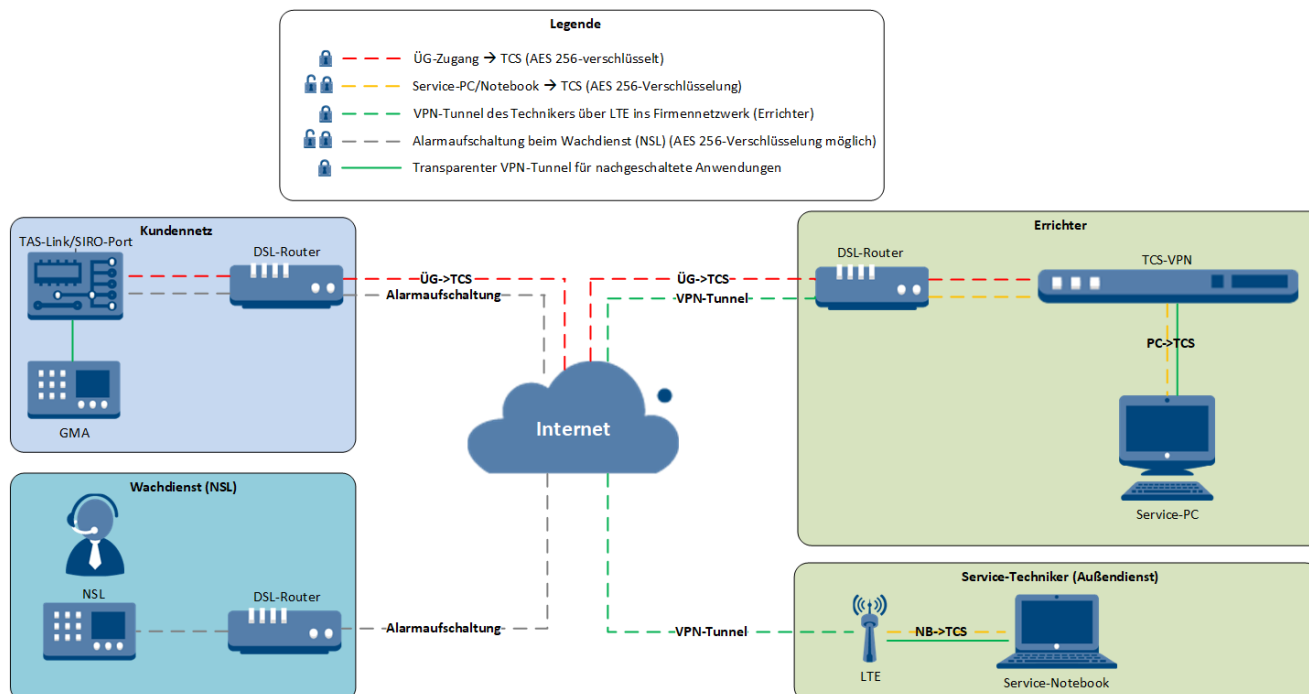 Legende
ÜG-Zugang → TCS (AES 256-verschlüsselt)
Service-PC/Notebook → TCS (AES 256-Verschlüsselung)
VPN-Tunnel des Technikers über LTE ins Firmennetzwerk (Errichter)
Alarmaufschaltung beim Wachdienst (NSL) (AES 256-Verschlüsselung möglich)
Transparenter VPN-Tunnel für nachgeschaltete Anwendungen
Kundennetz
TAS-Link/SIRO-Port
DSL-Router
ÜG->TCS
Alarmaufschaltung
GMA
Errichter
DSL-Router
TCS-VPN
ÜG->TCS
VPN-Tunnel
PC->TCS
Service-PC
Internet
Wachdienst (NSL)
NSL
DSL-Router
Alarmaufschaltung
Service-Techniker (Außendienst)
VPN-Tunnel
NB->TCS
LTE
Service-Notebook